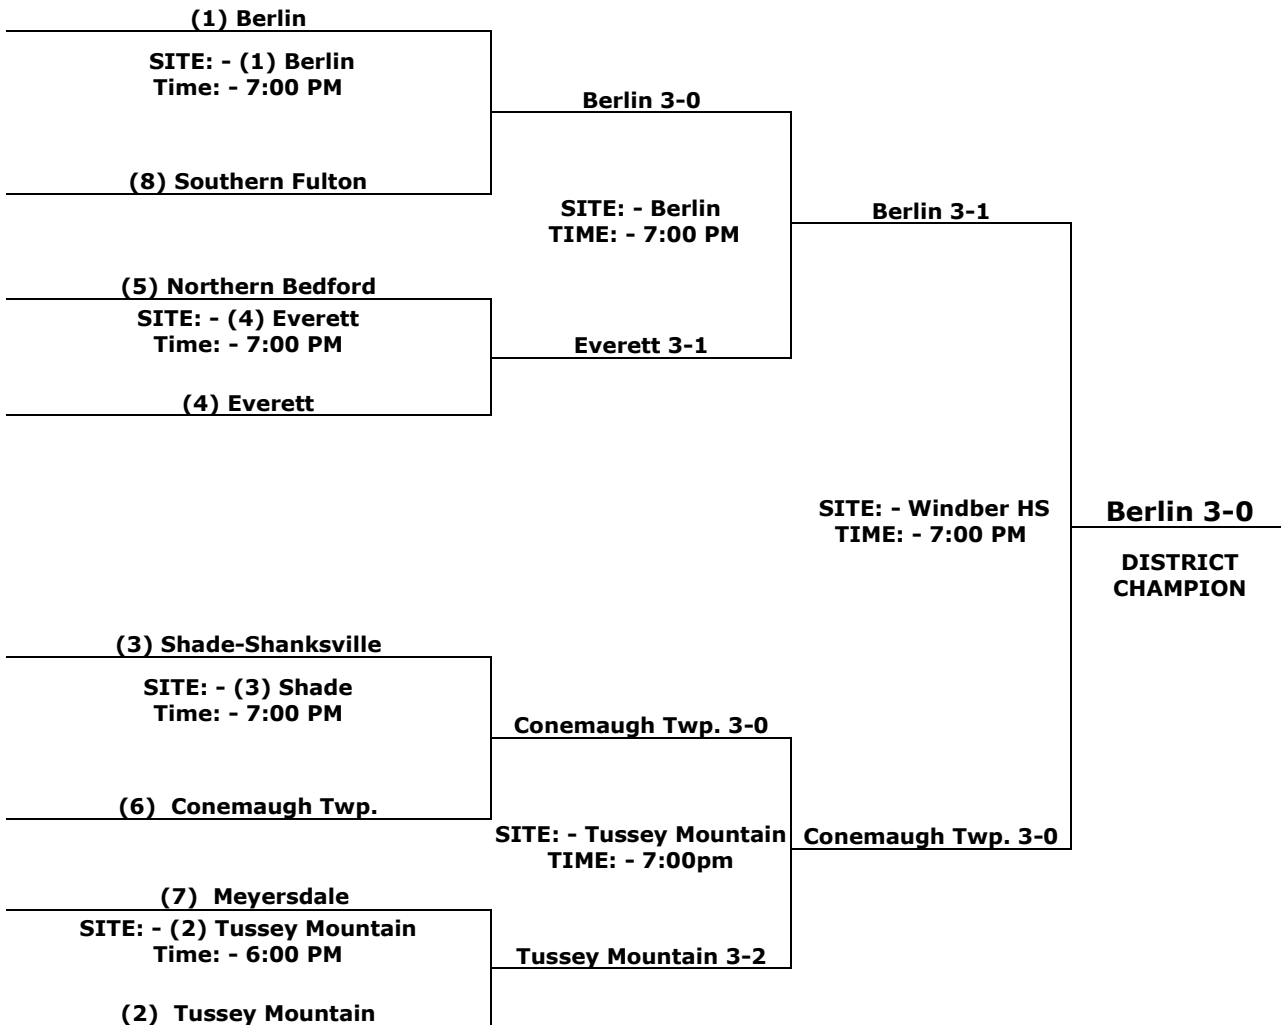 (1) Berlin
SITE: - (1) Berlin
Time: - 7:00 PM
Berlin 3-0
(8) Southern Fulton
SITE: - Berlin
TIME: - 7:00 PM
Berlin 3-1
(5) Northern Bedford
SITE: - (4) Everett
Time: - 7:00 PM
Everett 3-1
(4) Everett
SITE: - Windber HS
TIME: - 7:00 PM
Berlin 3-0
DISTRICT
CHAMPION
(3) Shade-Shanksville
SITE: - (3) Shade
Time: - 7:00 PM
Conemaugh Twp. 3-0
(6) Conemaugh Twp.
SITE: - Tussey Mountain
TIME: - 7:00pm
Conemaugh Twp. 3-0
(7) Meyersdale
SITE: - (2) Tussey Mountain
Time: - 6:00 PM
Tussey Mountain 3-2
(2) Tussey Mountain